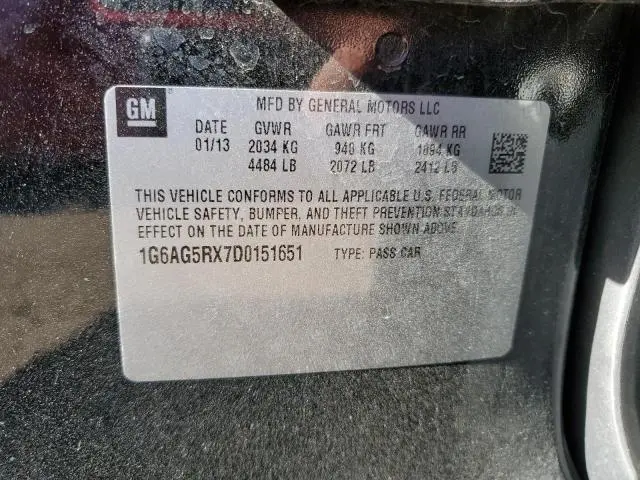 GM
MFD BY GENERAL MOTORS LLC
DATE GVWR GAWR FRT GAWR RR
01/13 2034 KG 940 KG 1094 KG
4484 LB 2072 LB 2412 LB
THIS VEHICLE CONFORMS TO ALL APPLICABLE U.S. FEDERAL MOTOR
VEHICLE SAFETY, BUMPER, AND THEFT PREVENTION STANDARDS IN
EFFECT ON THE DATE OF MANUFACTURE SHOWN ABOVE.
1G6AG5RX7D0151651 TYPE: PASS CAR